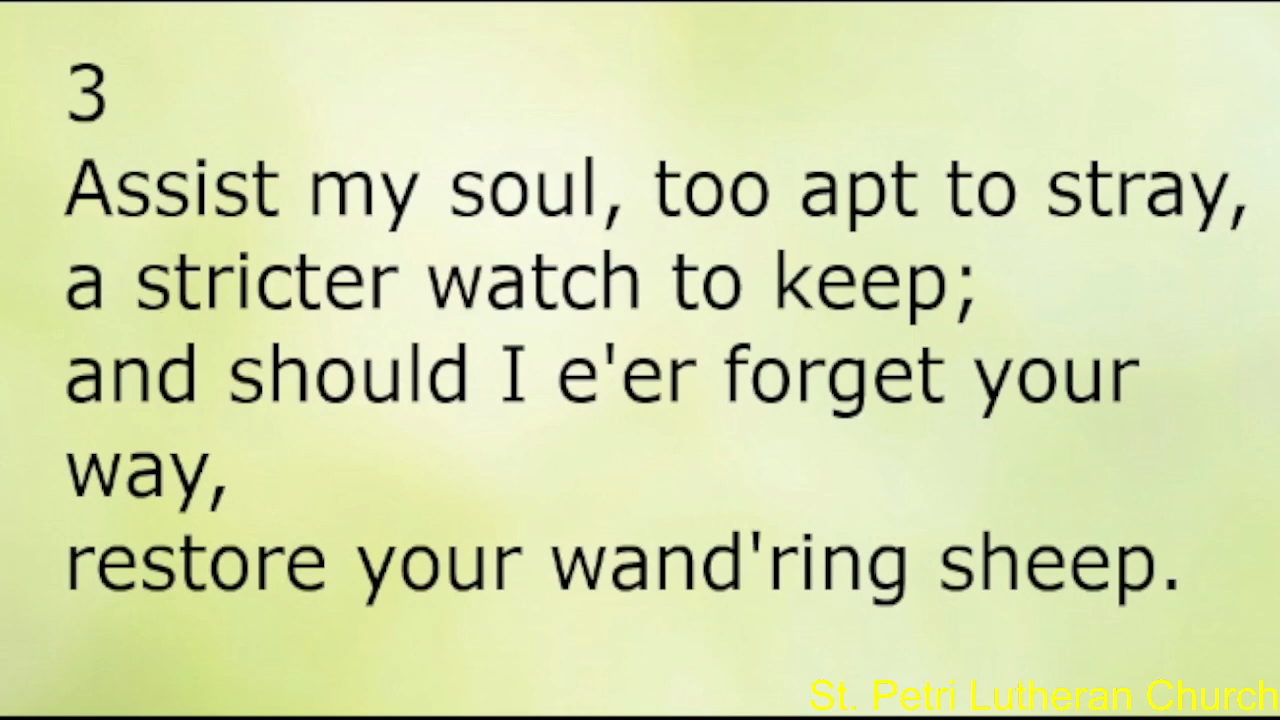 3
Assist my soul, too apt to stray,
a stricter watch to keep;
and should I e'er forget your
way,
restore your wand'ring sheep.
St. Petri Lutheran Church